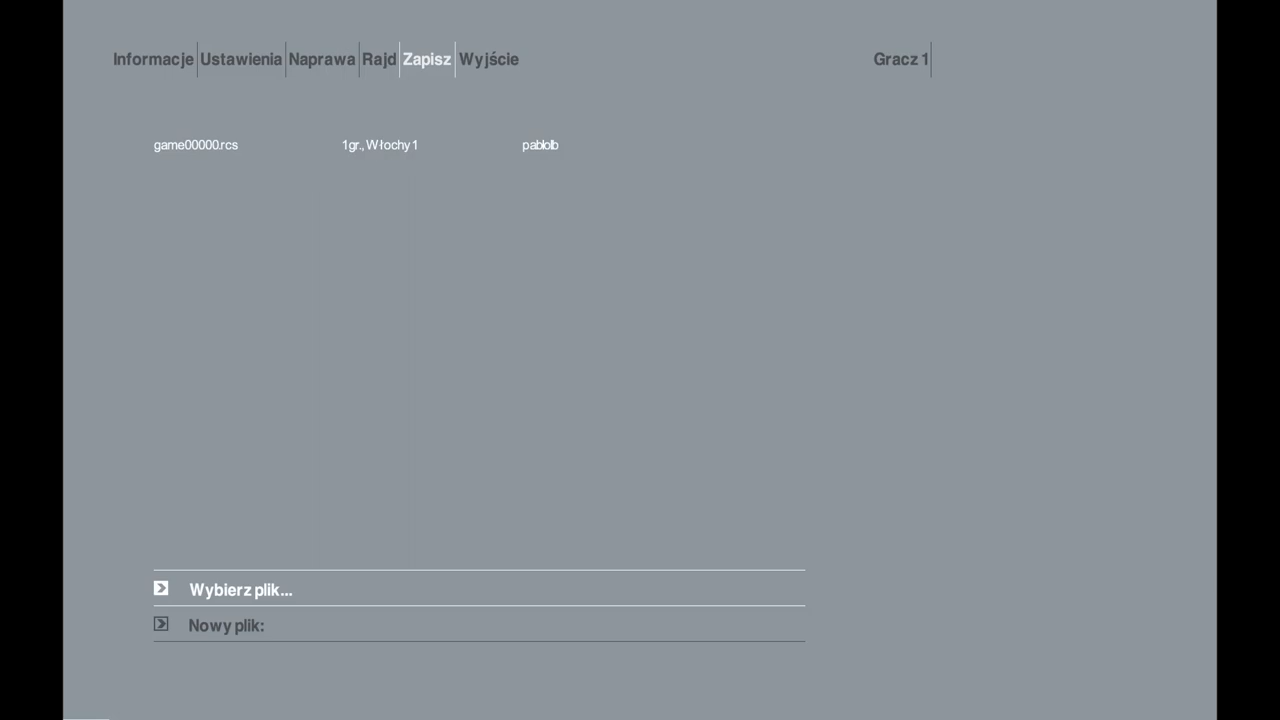 Informacje Ustawienia Naprawa Rajd Zapisz Wyjście Gracz 1
game00000.rcs 1gr., Włochy 1 pablolb
Wybierz plik...
Nowy plik: